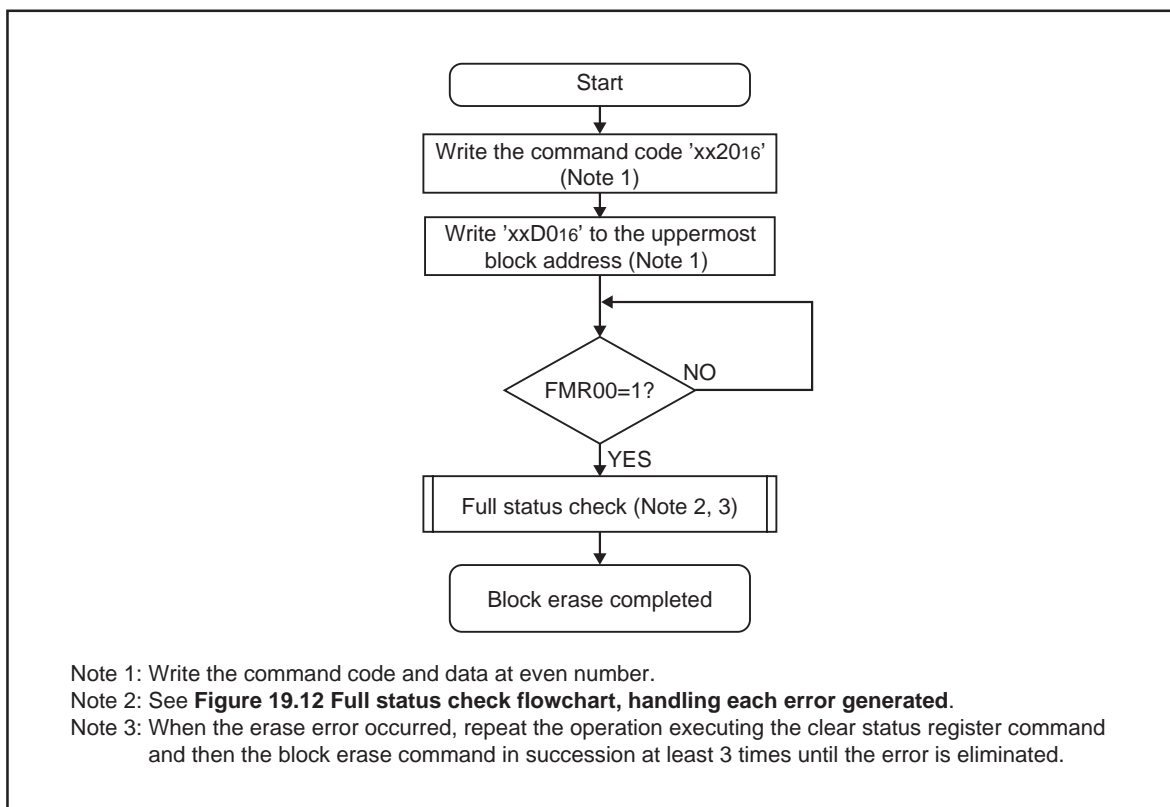 Start
Write the command code ’xx2016’
(Note 1)
Write ’xxD016’ to the uppermost
block address (Note 1)
NO
FMR00=1?
YES
Full status check (Note 2, 3)
Block erase completed
Note 1: Write the command code and data at even number.
Note 2: See Figure 19.12 Full status check flowchart, handling each error generated.
Note 3: When the erase error occurred, repeat the operation executing the clear status register command
and then the block erase command in succession at least 3 times until the error is eliminated.